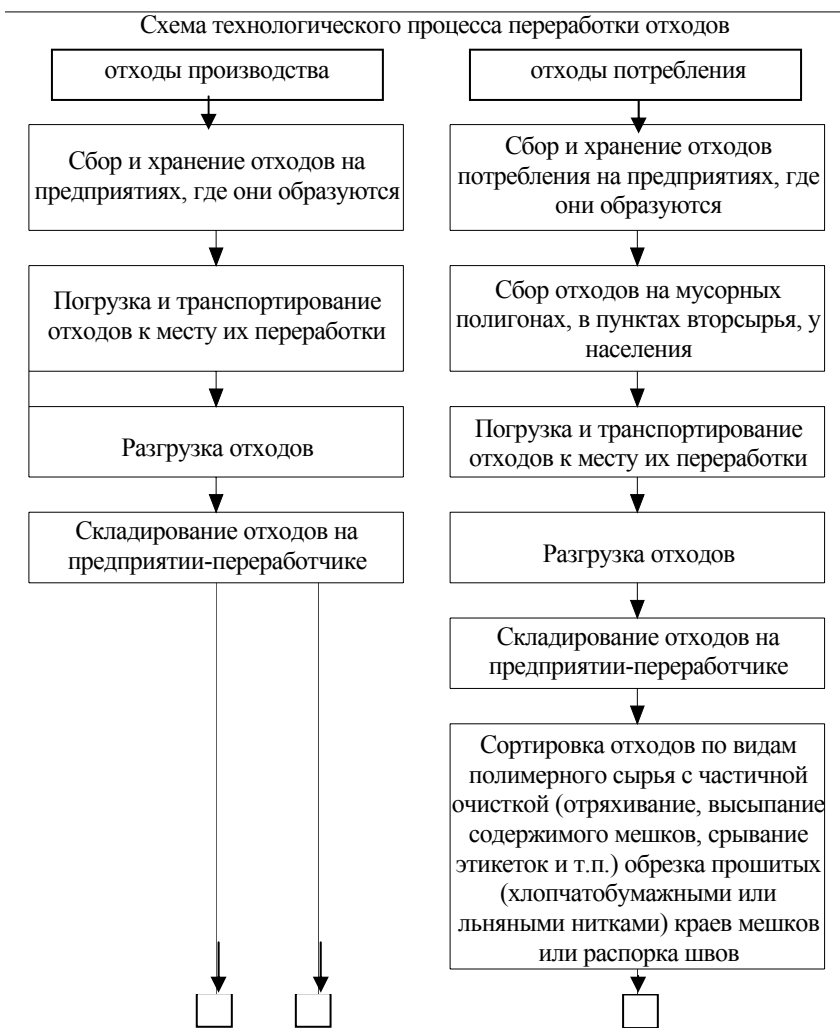 Схема технологического процесса переработки отходов
отходы производства
Сбор и хранение отходов на
предприятиях, где они образуются
Погрузка и транспортирование
отходов к месту их переработки
Разгрузка отходов
Складирование отходов на
предприятии-переработчике
отходы потребления
Сбор и хранение отходов
потребления на предприятиях, где
они образуются
Сбор отходов на мусорных
полигонах, в пунктах вторсырья, у
населения
Погрузка и транспортирование
отходов к месту их переработки
Разгрузка отходов
Складирование отходов на
предприятии-переработчике
Сортировка отходов по видам
полимерного сырья с частичной
очисткой (отряхивание, высыпание
содержимого мешков, срывание
этикеток и т.п.) обрезка прошитых
(хлопчатобумажными или
льняными нитками) краев мешков
или распорка швов